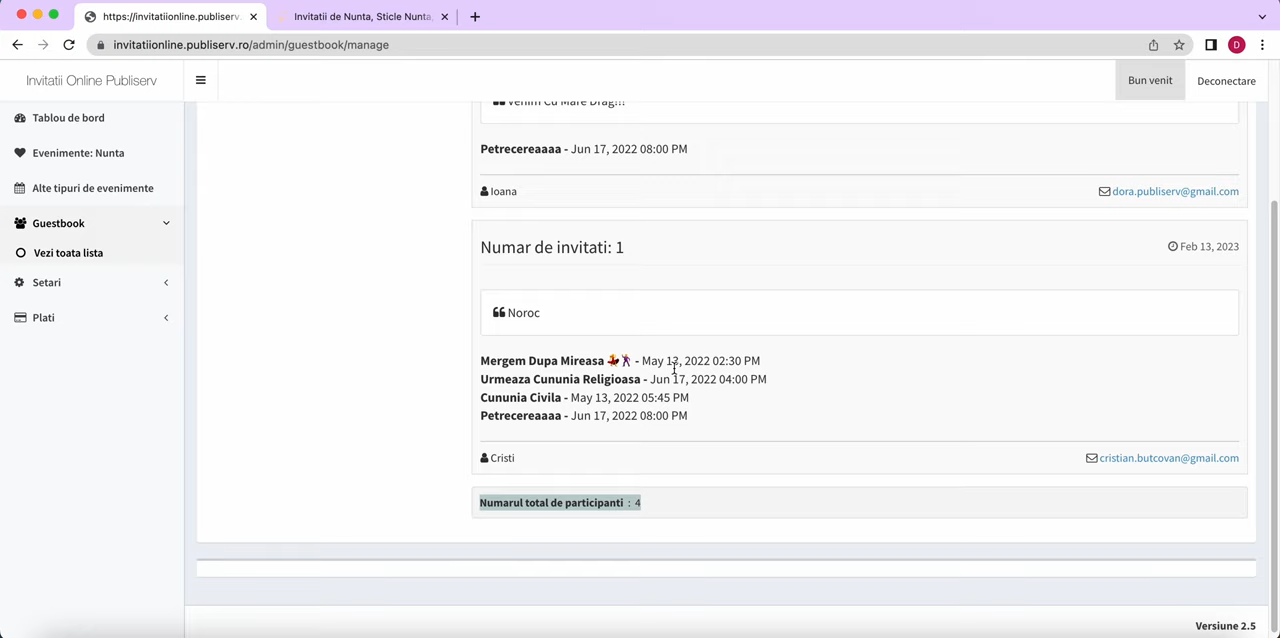 https://invitatiionline.publiserv.
Invitatii de Nunta, Sticle Nunta,
invitatiionline.publiserv.ro/admin/guestbook/manage
D
Invitatii Online Publiserv
Bun venit
Deconectare
Tablou de bord
Evenimente: Nunta
Alte tipuri de evenimente
Guestbook
Vezi toata lista
Setari
Plati
Venim Cu Mare Drag!!!
Petrecereaaaa - Jun 17, 2022 08:00 PM
Ioana
dora.publiserv@gmail.com
Numar de invitati: 1
Feb 13, 2023
Noroc
Mergem Dupa Mireasa 💃🕺 - May 13, 2022 02:30 PM
Urmeaza Cununia Religioasa - Jun 17, 2022 04:00 PM
Cununia Civila - May 13, 2022 05:45 PM
Petrecereaaaa - Jun 17, 2022 08:00 PM
Cristi
cristian.butcovan@gmail.com
Numarul total de participanti : 4
Versiune 2.5